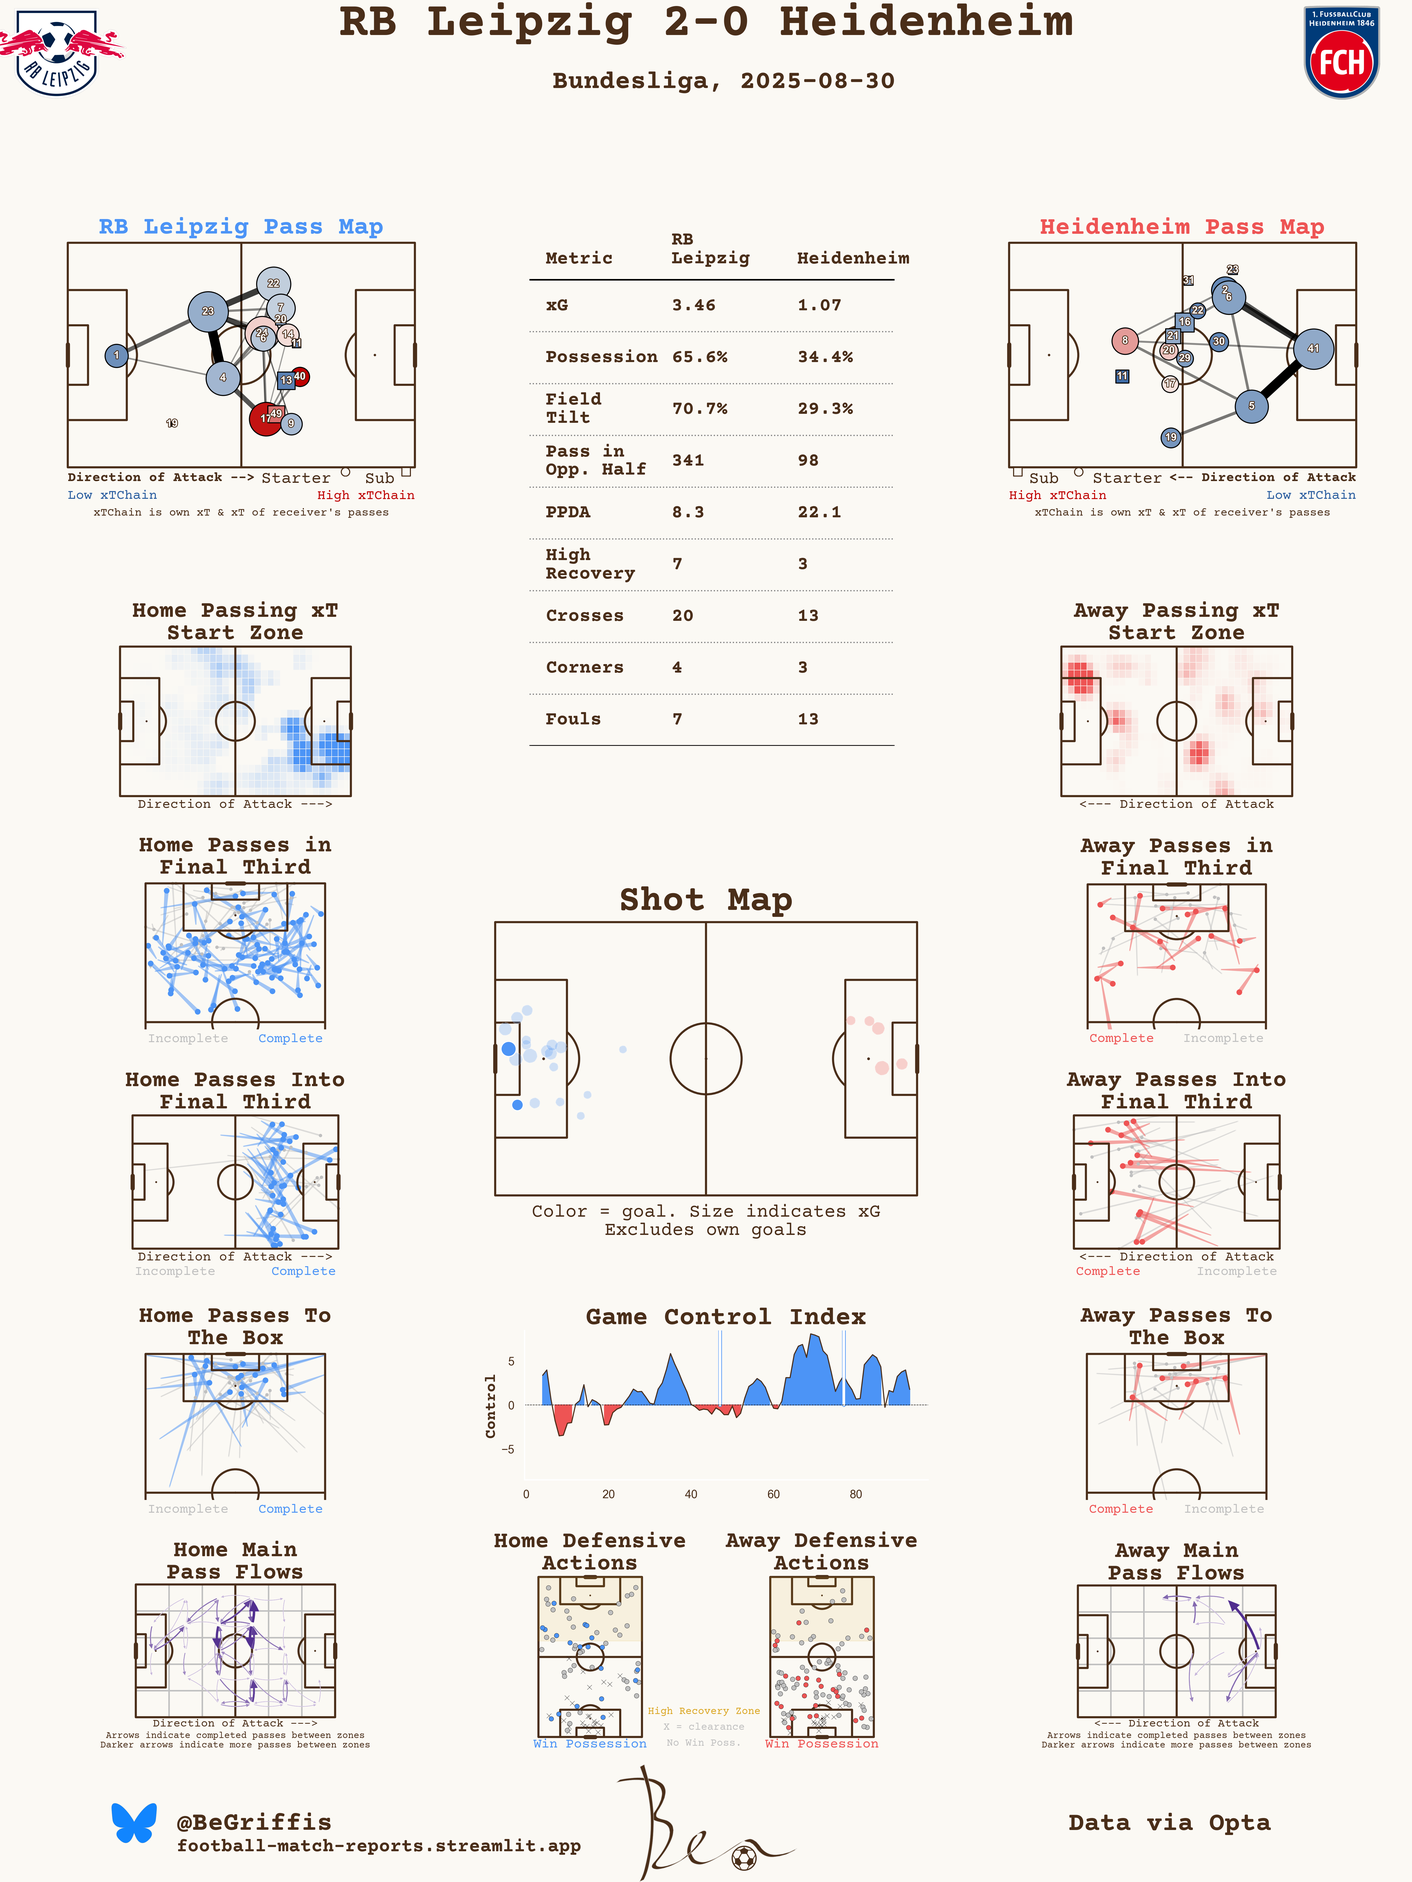 RB Leipzig 2-0 Heidenheim
Bundesliga, 2025-08-30
RB LEIPZIG
1. FUSSBALLCLUB
HEIDENHEIM 1846
FCH
RB Leipzig Pass Map
22
23
7
20
24
6
14
11
1
4
13
40
17
49
9
19
Direction of Attack --> Starter Sub
Low xTChain High xTChain
xTChain is own xT & xT of receiver's passes
Metric RB Leipzig Heidenheim
xG 3.46 1.07
Possession 65.6% 34.4%
Field Tilt 70.7% 29.3%
Pass in Opp. Half 341 98
PPDA 8.3 22.1
High Recovery 7 3
Crosses 20 13
Corners 4 3
Fouls 7 13
Heidenheim Pass Map
23
31
2
6
22
16
21
8
20
30
29
41
11
17
5
19
Sub Starter <-- Direction of Attack
High xTChain Low xTChain
xTChain is own xT & xT of receiver's passes
Home Passing xT
Start Zone
Direction of Attack --->
Away Passing xT
Start Zone
<--- Direction of Attack
Home Passes in
Final Third
Incomplete Complete
Away Passes in
Final Third
Complete Incomplete
Shot Map
Color = goal. Size indicates xG
Excludes own goals
Home Passes Into
Final Third
Direction of Attack --->
Incomplete Complete
Away Passes Into
Final Third
<--- Direction of Attack
Complete Incomplete
Home Passes To
The Box
Incomplete Complete
Game Control Index
Control
5
0
−5
0 20 40 60 80
Away Passes To
The Box
Complete Incomplete
Home Main
Pass Flows
Direction of Attack --->
Arrows indicate completed passes between zones
Darker arrows indicate more passes between zones
Home Defensive
Actions
Win Possession
High Recovery Zone
X = clearance
No Win Poss.
Away Defensive
Actions
Win Possession
Away Main
Pass Flows
<--- Direction of Attack
Arrows indicate completed passes between zones
Darker arrows indicate more passes between zones
@BeGriffis
football-match-reports.streamlit.app
Ben
Data via Opta